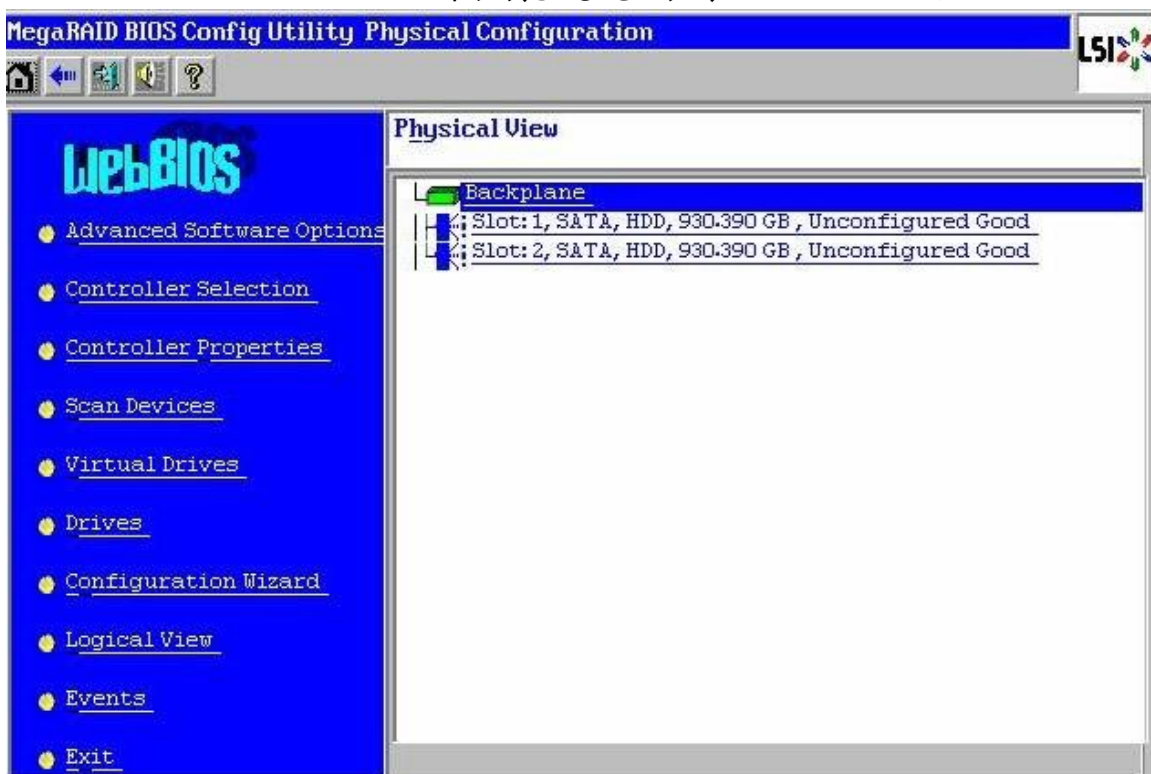 MegaRAID BIOS Config Utility Physical Configuration
LSI
WebBIOS
Advanced Software Options
Controller Selection
Controller Properties
Scan Devices
Virtual Drives
Drives
Configuration Wizard
Logical View
Events
Exit
Physical View
Backplane
Slot: 1, SATA, HDD, 930.390 GB , Unconfigured Good
Slot: 2, SATA, HDD, 930.390 GB , Unconfigured Good